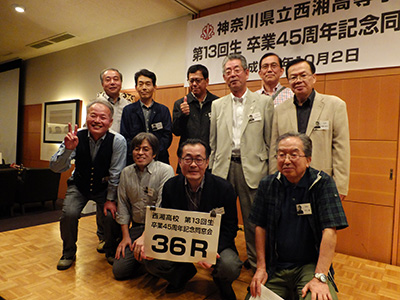 神奈川県立西湘高等学
第13回生 卒業45周年記念同
平成
月2日
西湘高校 第13回生
卒業45周年記念同窓会
36R